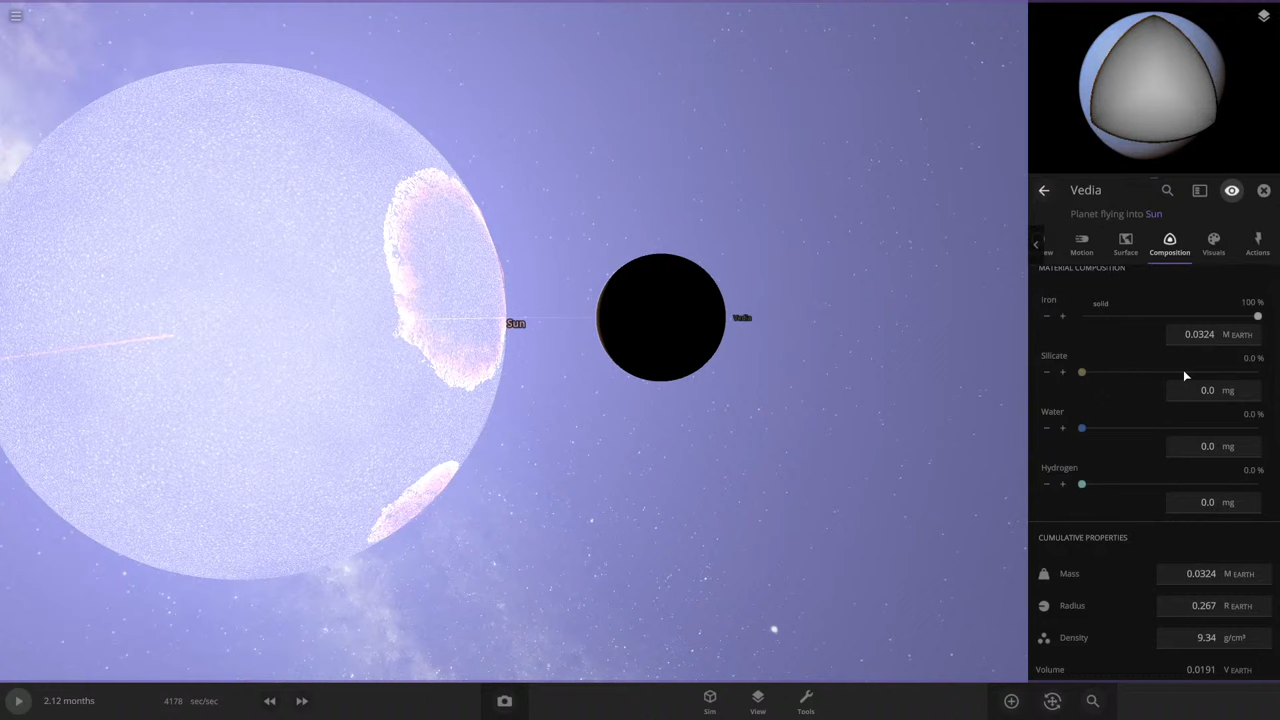 Vedia
Planet flying into Sun
ew
Motion
Surface
Composition
Visuals
Actions
MATERIAL COMPOSITION
Iron
solid
100 %
0.0324 M EARTH
Silicate
0.0 %
0.0 mg
Water
0.0 %
0.0 mg
Hydrogen
0.0 %
0.0 mg
CUMULATIVE PROPERTIES
Mass 0.0324 M EARTH
Radius 0.267 R EARTH
Density 9.34 g/cm³
Volume 0.0191 V EARTH
Sun
Vedia
2.12 months
4178 sec/sec
Sim
View
Tools